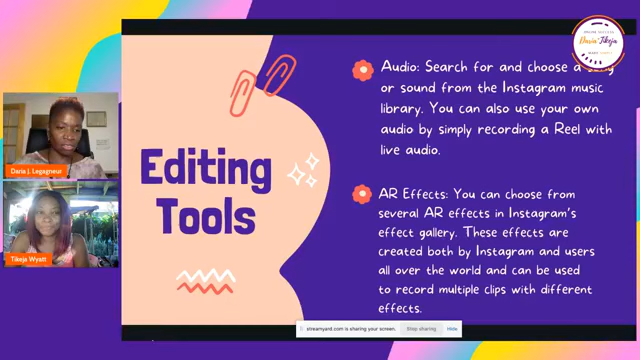 Daria Tikeja
Audio: Search for and choose a
or sound from the Instagram music
library. You can also use your own
audio by simply recording a Reel with
live audio.
Daria J. Legagneur
Editing
Tools
AR Effects: You can choose from
several AR effects in Instagram's
effect gallery. These effects are
created both by Instagram and users
all over the world and can be used
to record multiple clips with different
effects.
Tikeja Wyatt
streamyard.com is sharing your screen.
Stop sharing
Hide